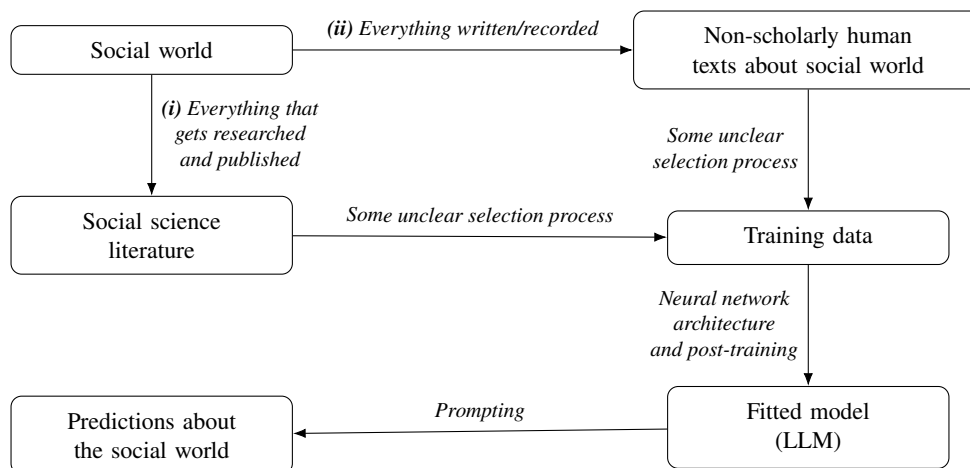 Social world
(ii) Everything written/recorded
Non-scholarly human
texts about social world
(i) Everything that
gets researched
and published
Some unclear
selection process
Social science
literature
Some unclear selection process
Training data
Neural network
architecture
and post-training
Predictions about
the social world
Prompting
Fitted model
(LLM)